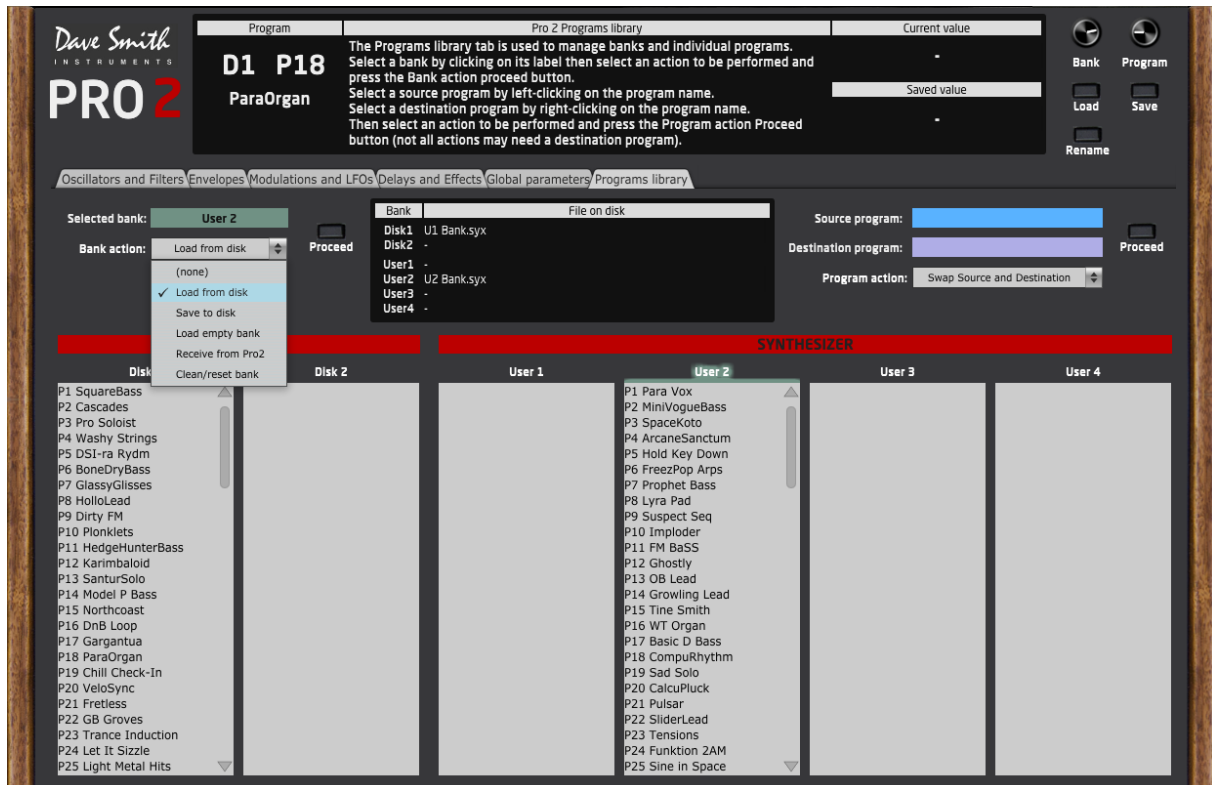 Dave Smith
INSTRUMENTS
PRO 2
Program
D1 P18
ParaOrgan
Pro 2 Programs library
The Programs library tab is used to manage banks and individual programs.
Select a bank by clicking on its label then select an action to be performed and
press the Bank action proceed button.
Select a source program by left-clicking on the program name.
Select a destination program by right-clicking on the program name.
Then select an action to be performed and press the Program action Proceed
button (not all actions may need a destination program).
Current value
-
Saved value
-
Bank
Program
Load
Save
Rename
Oscillators and Filters
Envelopes
Modulations and LFOs
Delays and Effects
Global parameters
Programs library
Selected bank:
User 2
Bank action:
Load from disk
Proceed
(none)
✓ Load from disk
Save to disk
Load empty bank
Receive from Pro2
Clean/reset bank
Bank
File on disk
Disk1 U1 Bank.syx
Disk2 -
User1 -
User2 U2 Bank.syx
User3 -
User4 -
Source program:
Destination program:
Program action:
Swap Source and Destination
Proceed
SYNTHESIZER
Disk
Disk 2
User 1
User 2
User 3
User 4
P1 SquareBass
P2 Cascades
P3 Pro Soloist
P4 Washy Strings
P5 DSI-ra Rydm
P6 BoneDryBass
P7 GlassyGlisses
P8 HolloLead
P9 Dirty FM
P10 Plonklets
P11 HedgeHunterBass
P12 Karimbaloid
P13 SanturSolo
P14 Model P Bass
P15 Northcoast
P16 DnB Loop
P17 Gargantua
P18 ParaOrgan
P19 Chill Check-In
P20 VeloSync
P21 Fretless
P22 GB Groves
P23 Trance Induction
P24 Let It Sizzle
P25 Light Metal Hits
P1 Para Vox
P2 MiniVogueBass
P3 SpaceKoto
P4 ArcaneSanctum
P5 Hold Key Down
P6 FreezPop Arps
P7 Prophet Bass
P8 Lyra Pad
P9 Suspect Seq
P10 Imploder
P11 FM BaSS
P12 Ghostly
P13 OB Lead
P14 Growling Lead
P15 Tine Smith
P16 WT Organ
P17 Basic D Bass
P18 CompuRhythm
P19 Sad Solo
P20 CalcuPluck
P21 Pulsar
P22 SliderLead
P23 Tensions
P24 Funktion 2AM
P25 Sine in Space